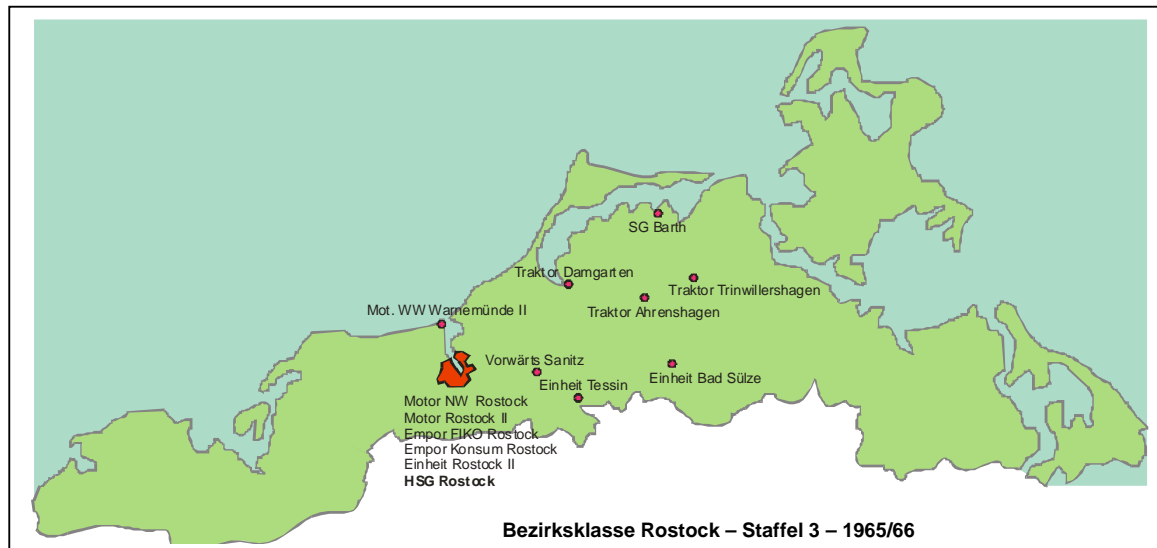 SG Barth
Traktor Damgarten
Traktor Trinwillershagen
Traktor Ahrenshagen
Mot. WW Warnemünde II
Vorwärts Sanitz
Einheit Bad Sülze
Einheit Tessin
Motor NW Rostock
Motor Rostock II
Empor FIKO Rostock
Empor Konsum Rostock
Einheit Rostock II
HSG Rostock
Bezirksklasse Rostock – Staffel 3 – 1965/66